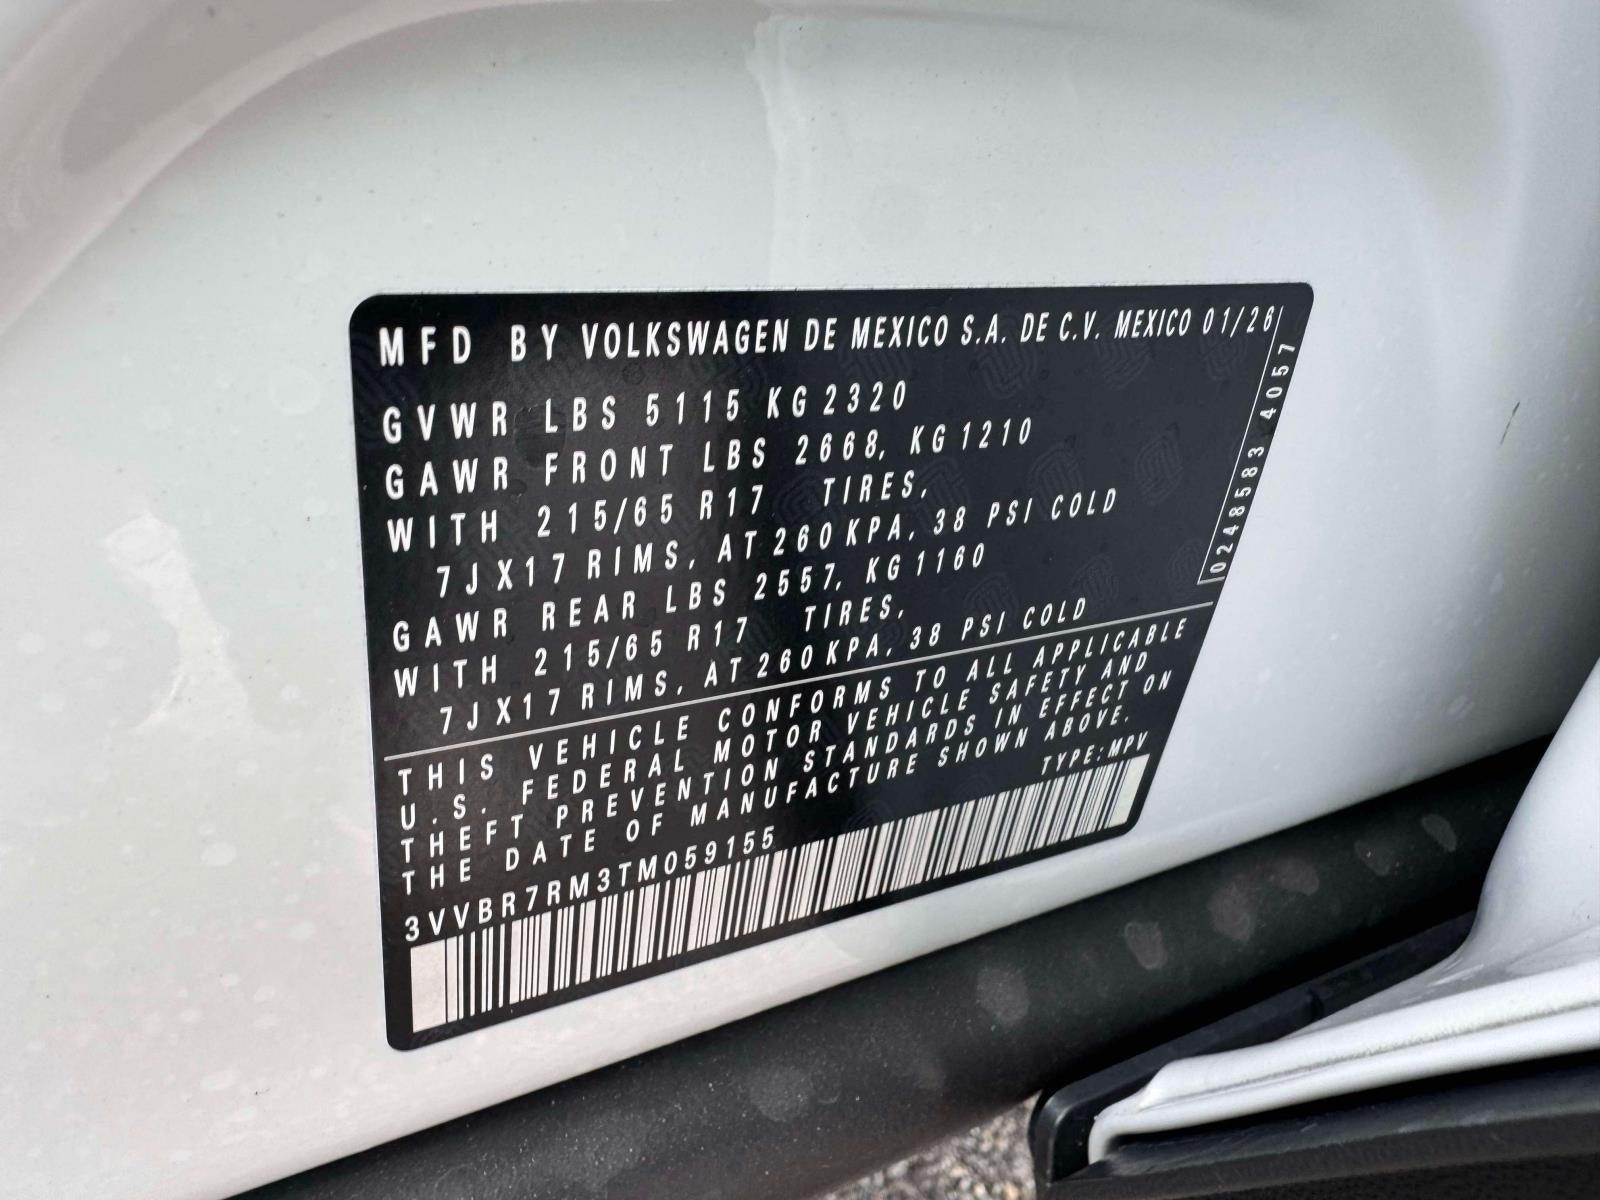 MFD BY VOLKSWAGEN DE MEXICO S.A. DE C.V. MEXICO 01/26
GVWR LBS 5115 KG 2320
GAWR FRONT LBS 2668, KG 1210
WITH 215/65 R17 TIRES,
7JX17 RIMS, AT 260 KPA, 38 PSI COLD
GAWR REAR LBS 2557, KG 1160
WITH 215/65 R17 TIRES,
7JX17 RIMS, AT 260 KPA, 38 PSI COLD
0248583 4057
THIS VEHICLE CONFORMS TO ALL APPLICABLE
U.S. FEDERAL MOTOR VEHICLE SAFETY AND
THEFT PREVENTION STANDARDS IN EFFECT ON
THE DATE OF MANUFACTURE SHOWN ABOVE.
TYPE: MPV
3VVBR7RM3TM059155